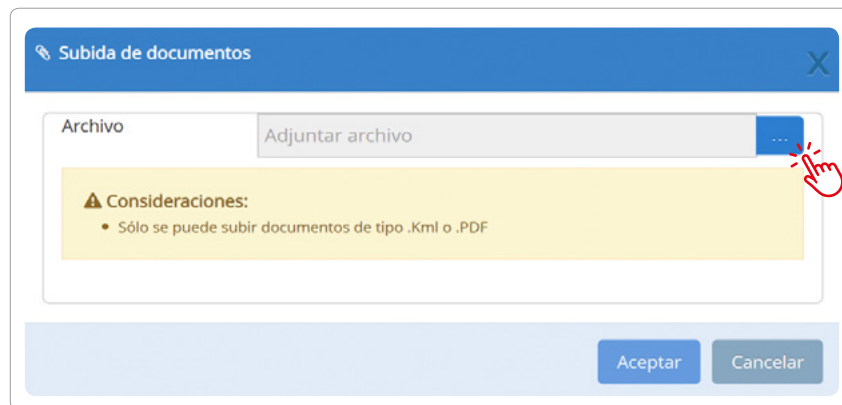 Subida de documentos
X
Archivo
Adjuntar archivo
...
Consideraciones:
• Sólo se puede subir documentos de tipo .Kml o .PDF
Aceptar
Cancelar